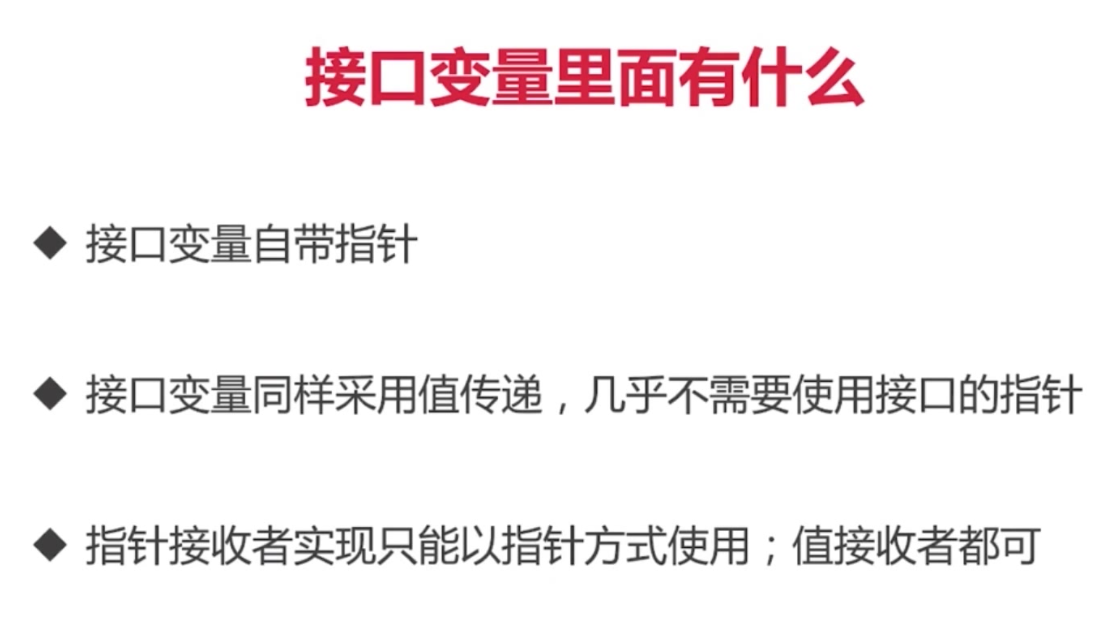 接口变量里面有什么
◆ 接口变量自带指针
◆ 接口变量同样采用值传递，几乎不需要使用接口的指针
◆ 指针接收者实现只能以指针方式使用；值接收者都可